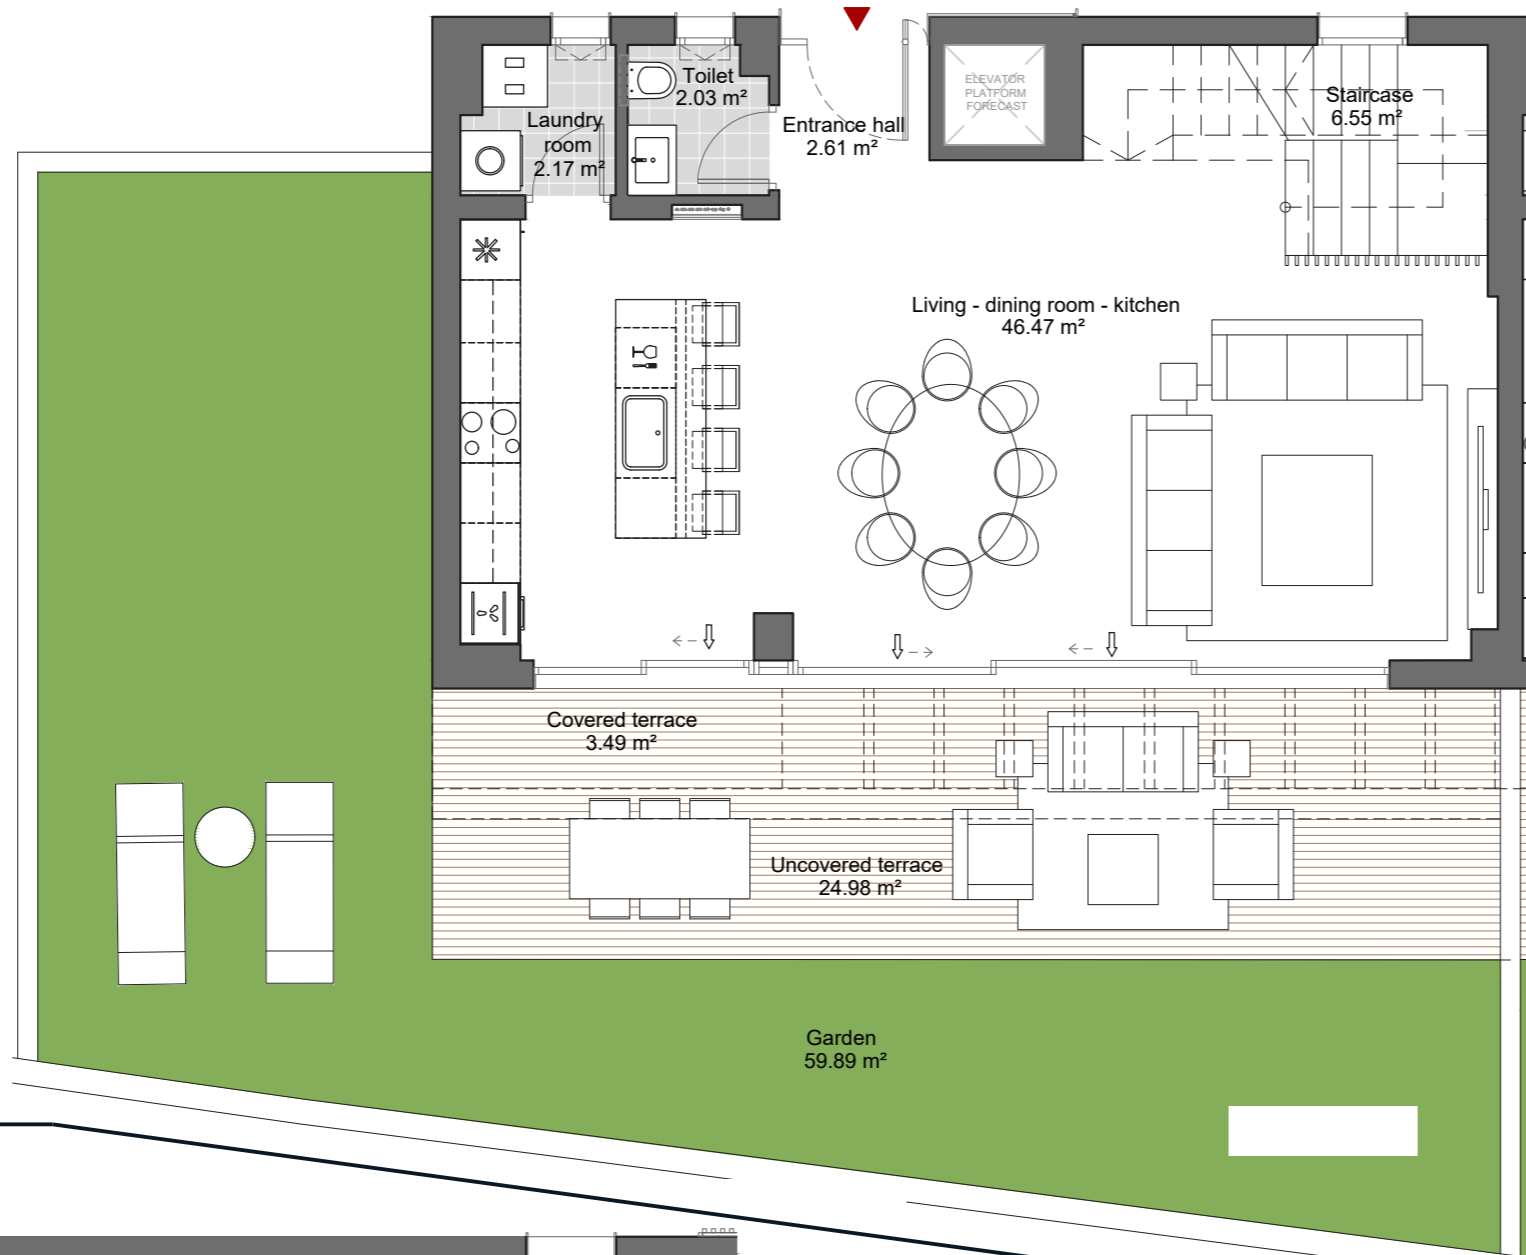 Toilet
2.03 m²
Laundry
room
2.17 m²
Entrance hall
2.61 m²
ELEVATOR
PLATFORM
FORECAST
Staircase
6.55 m²
Living - dining room - kitchen
46.47 m²
Covered terrace
3.49 m²
Uncovered terrace
24.98 m²
Garden
59.89 m²